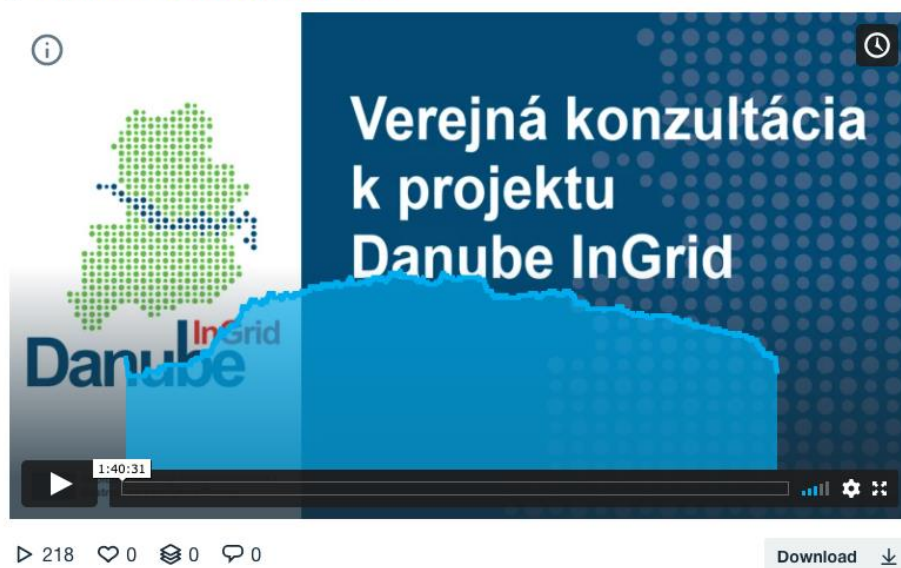 Verejná konzultácia
k projektu
Danube InGrid
InGrid
Danube
1:40:31
218 0 0 0
Download